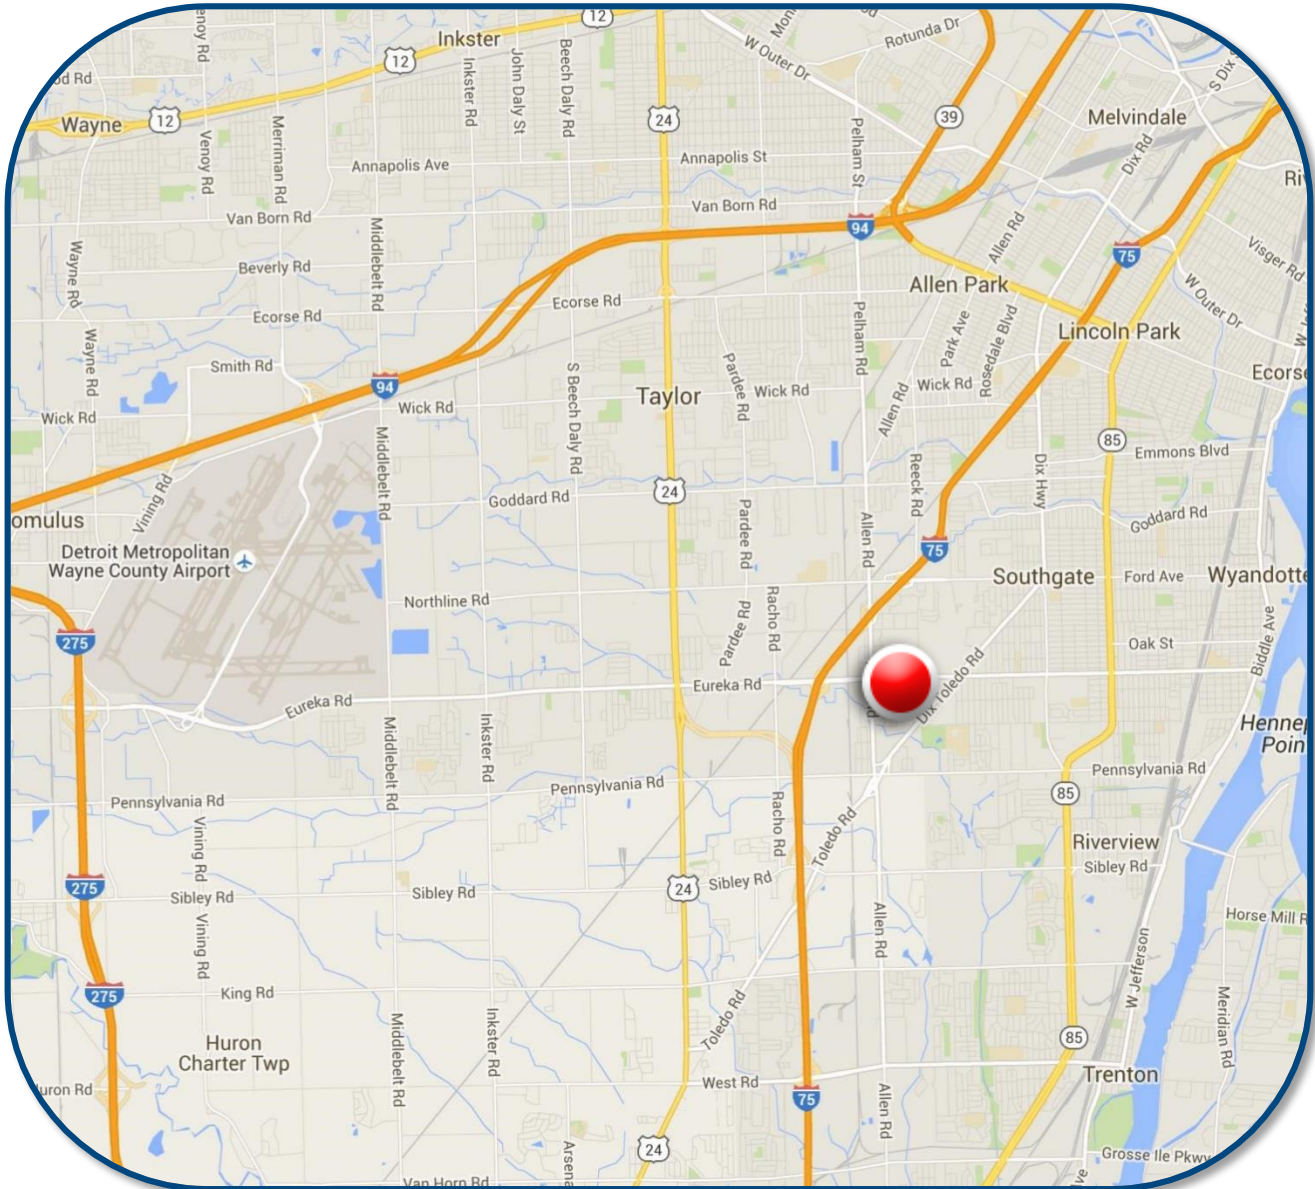 12
Inkster
Rotunda Dr
12
W Outer Dr
Inkster Rd
John Daly St
Beech Daly Rd
Wayne
12
24
39
Melvindale
S Dix
Venoy Rd
Merriman Rd
Pelham St
Dix Rd
Annapolis Ave
Annapolis St
Van Born Rd
Van Born Rd
Middlebelt Rd
94
Allen Rd
75
Visger Rd
Wayne Rd
Beverly Rd
Allen Park
W Outer Dr
Ecorse Rd
Ecorse Rd
Pelham Rd
Park Ave
Rosedale Blvd
Lincoln Park
Wayne Rd
Smith Rd
94
S Beech Daly Rd
Taylor
Pardee Rd
Wick Rd
Wick Rd
Ecorse
Wick Rd
Wick Rd
Allen Rd
85
Emmons Blvd
Middlebelt Rd
Reeck Rd
Dix Hwy
Vining Rd
Goddard Rd
24
Goddard Rd
omulus
Pardee Rd
Allen Rd
75
Detroit Metropolitan
Wayne County Airport
Southgate
Ford Ave
Wyandotte
Northline Rd
Racho Rd
275
Pardee Rd
Oak St
Biddle Ave
Eureka Rd
Dix Toledo Rd
Eureka Rd
Middlebelt Rd
Inkster Rd
Pennsylvania Rd
Pennsylvania Rd
Pennsylvania Rd
85
Racho Rd
Toledo Rd
Riverview
Vining Rd
Sibley Rd
275
Sibley Rd
Sibley Rd
24
Sibley Rd
Vining Rd
Allen Rd
Horse Mill R
W Jefferson
275
King Rd
Toledo Rd
Meridian Rd
Huron
Charter Twp
Middlebelt Rd
Inkster Rd
85
West Rd
75
Trenton
Allen Rd
24
Grosse Ile Pkwy
Van Horn Rd